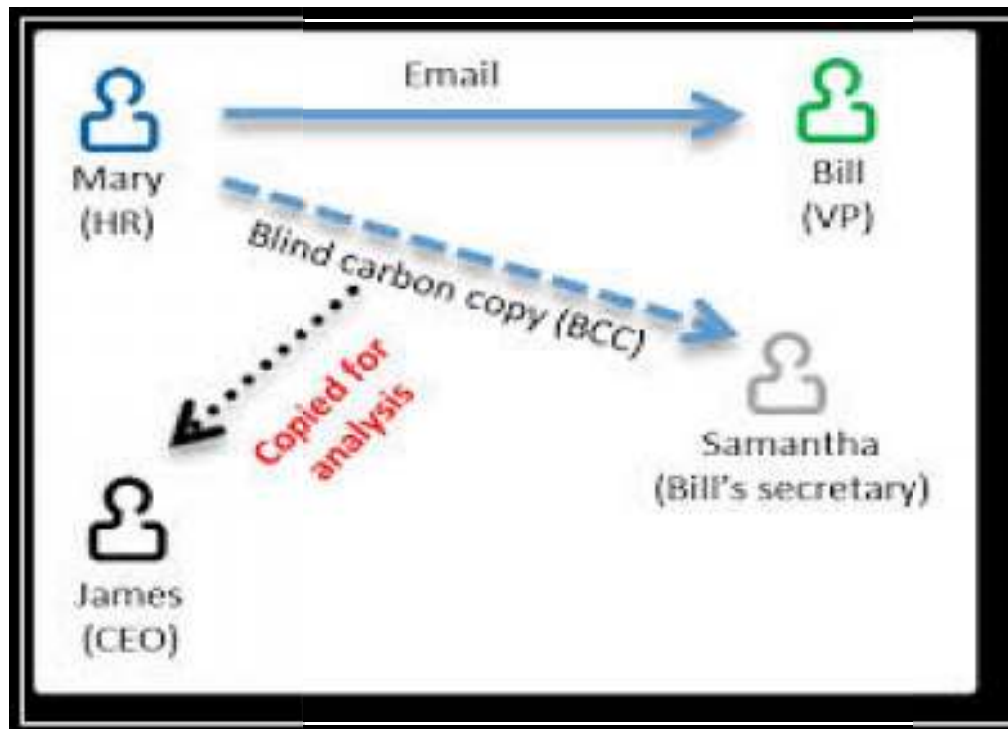 Email
Mary
(HR)
Bill
(VP)
Blind carbon copy (BCC)
Copied for
analysis
Samantha
(Bill's secretary)
James
(CEO)